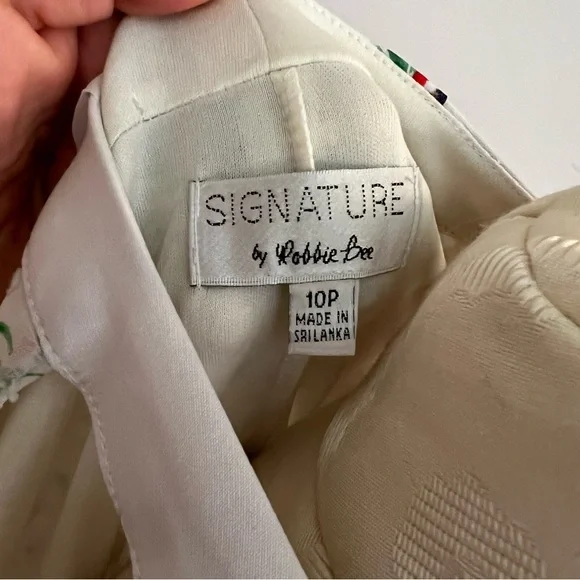 SIGNATURE
by Robbie Bee
10P
MADE IN
SRI LANKA